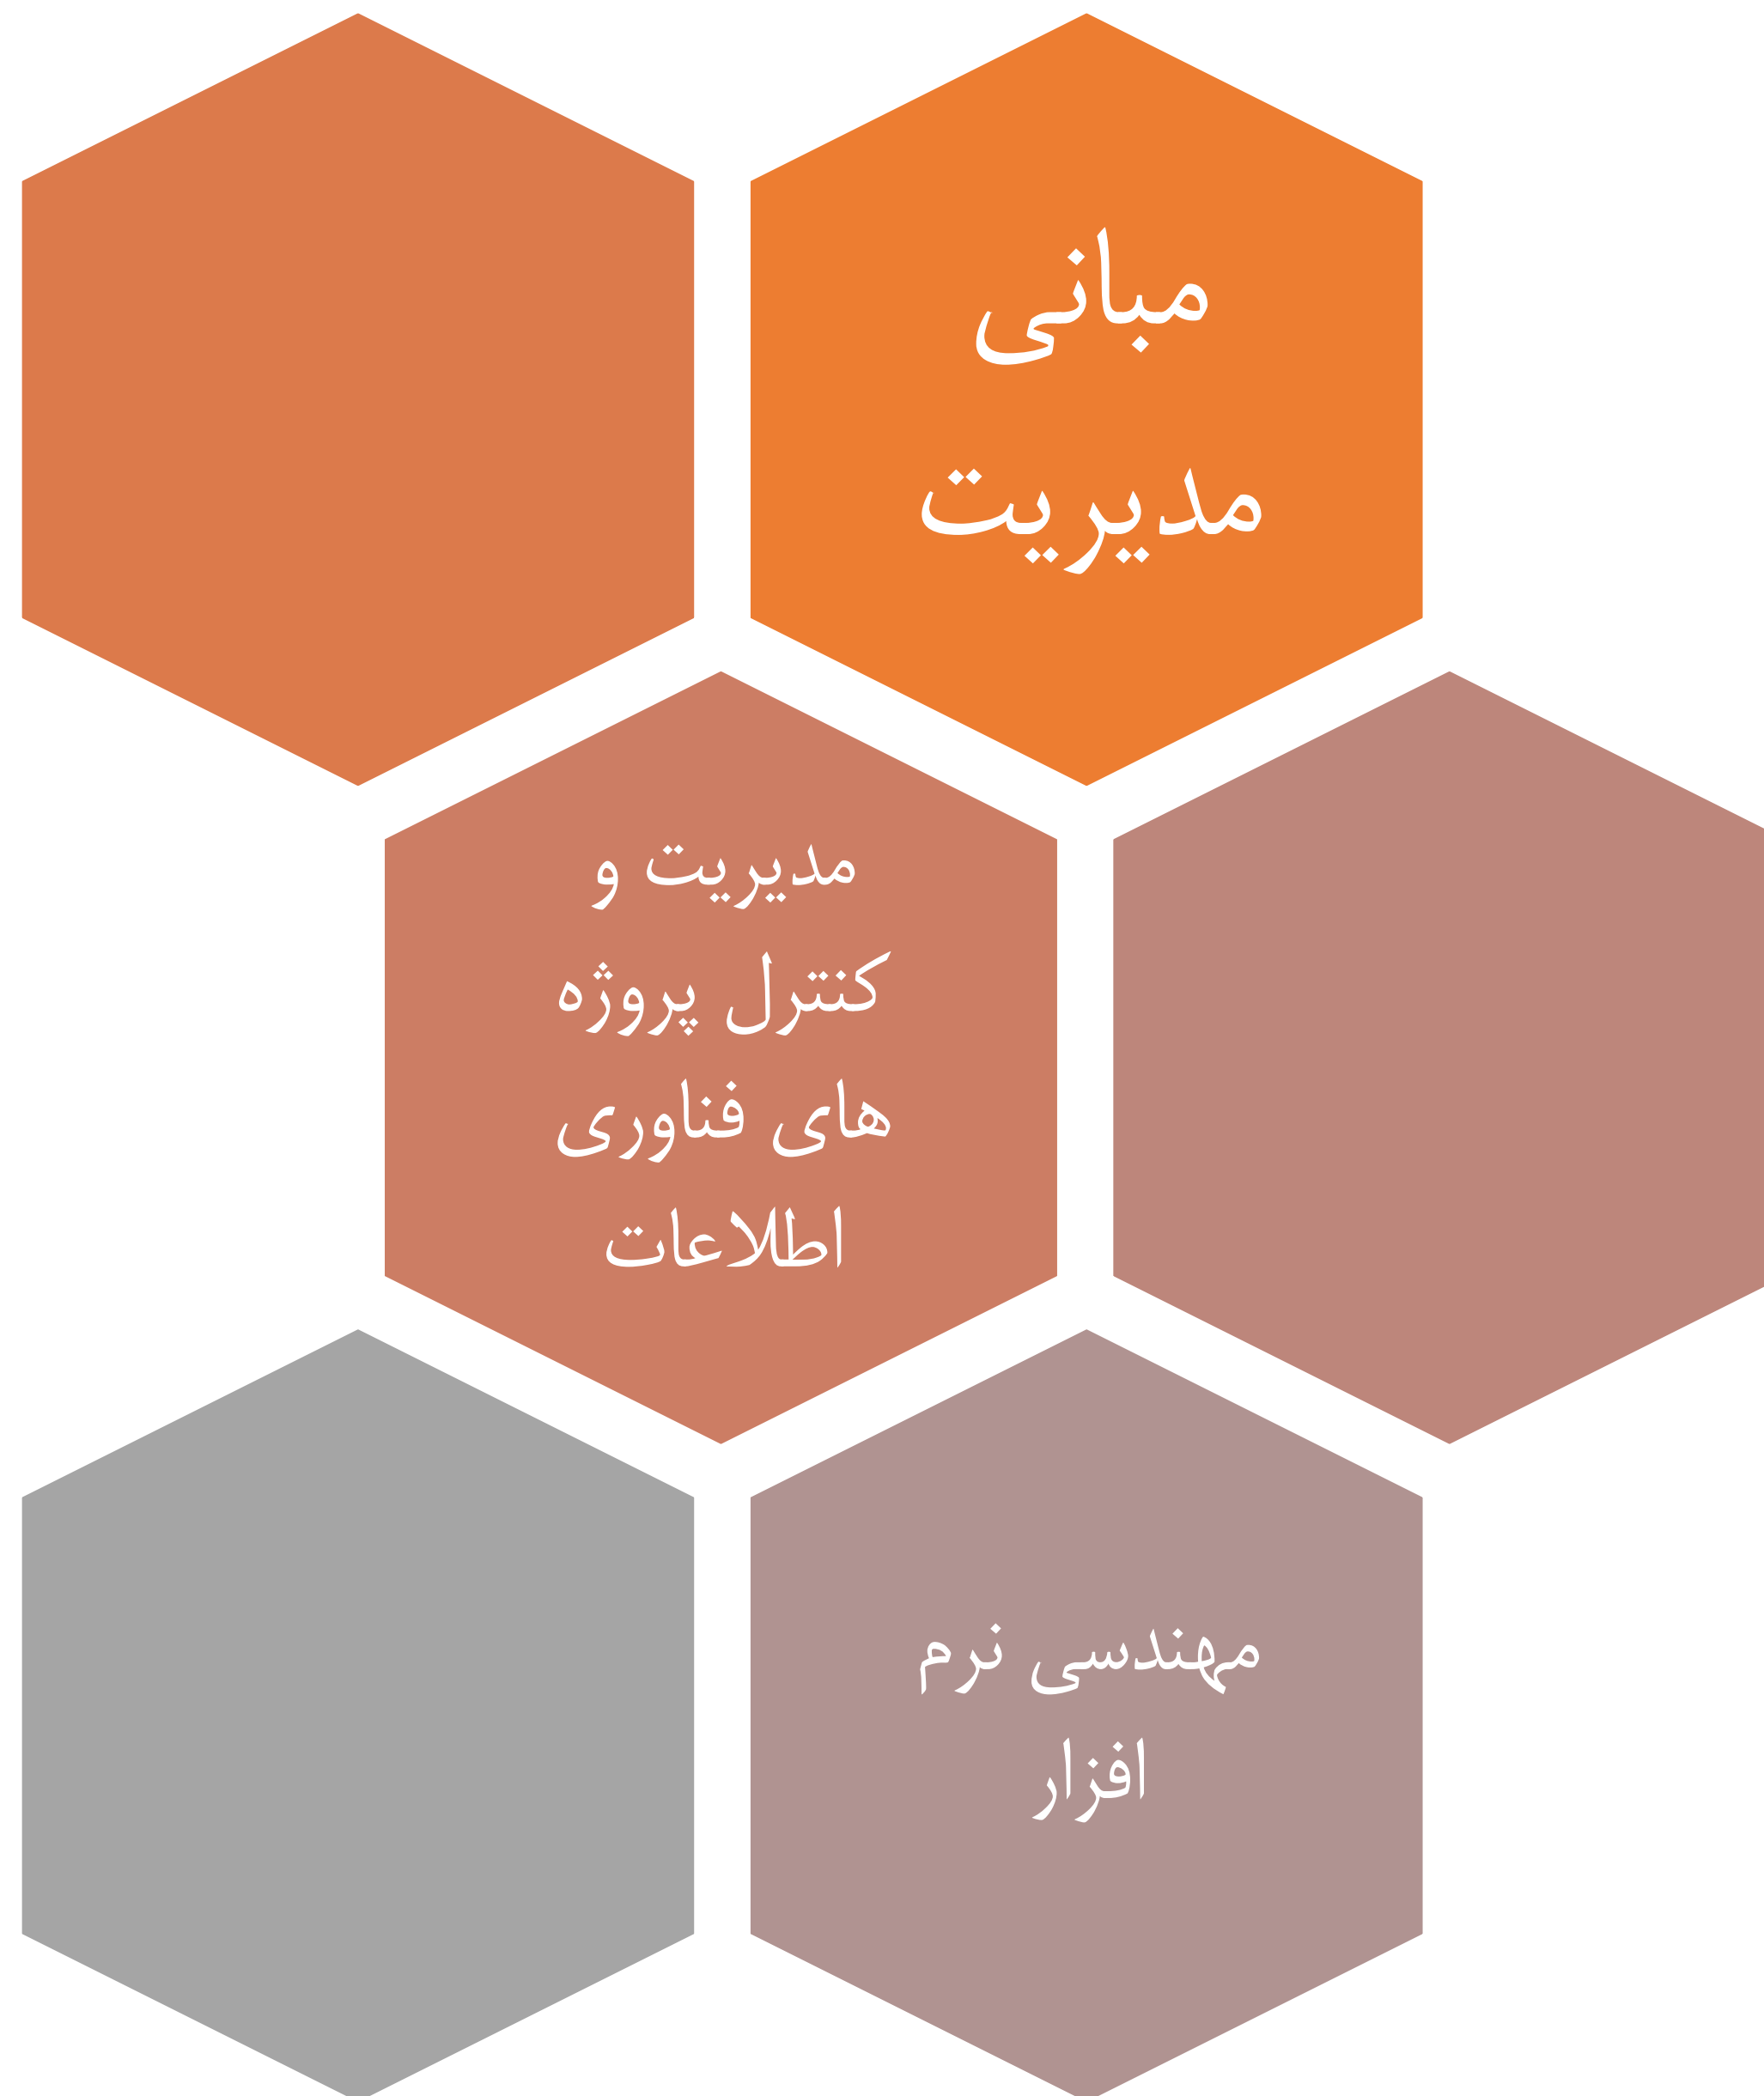 مبانی
مدیریت
مدیریت و
کنترل پروژه
های فناوری
اطلاعات
مهندسی نرم
افزار